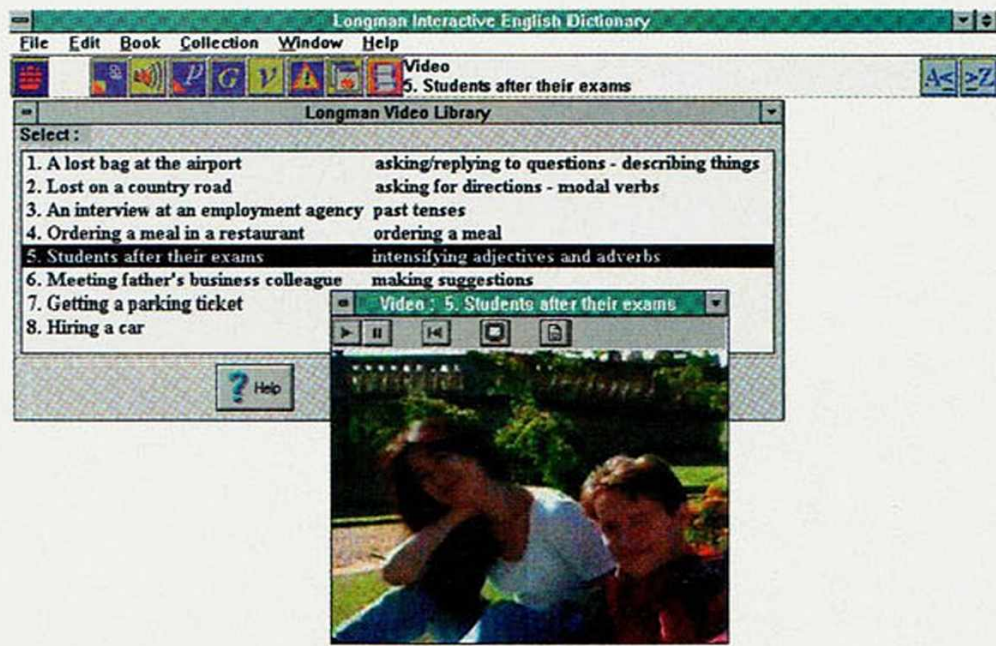 Longman Interactive English Dictionary
File Edit Book Collection Window Help
P G V
Video
5. Students after their exams
A< >Z
Longman Video Library
Select :
1. A lost bag at the airport asking/replying to questions - describing things
2. Lost on a country road asking for directions - modal verbs
3. An interview at an employment agency past tenses
4. Ordering a meal in a restaurant ordering a meal
5. Students after their exams intensifying adjectives and adverbs
6. Meeting father's business colleague making suggestions
7. Getting a parking ticket
8. Hiring a car
? Help
Video : 5. Students after their exams